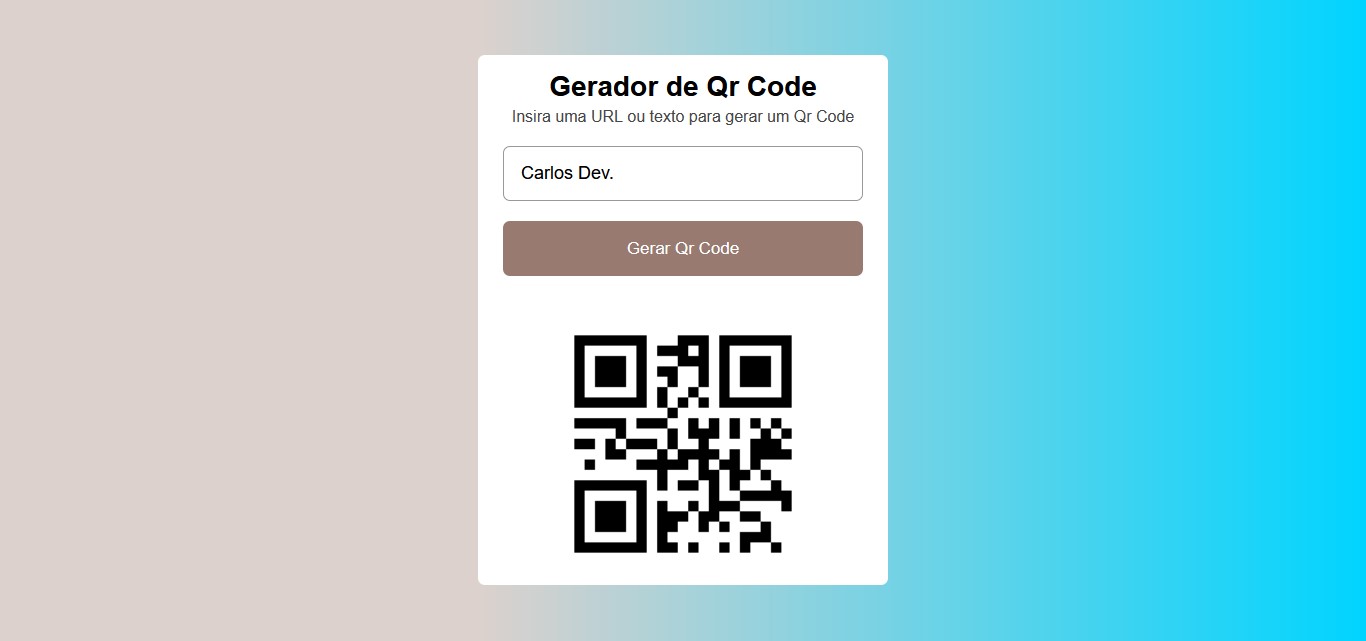 Gerador de Qr Code
Insira uma URL ou texto para gerar um Qr Code
Carlos Dev.
Gerar Qr Code